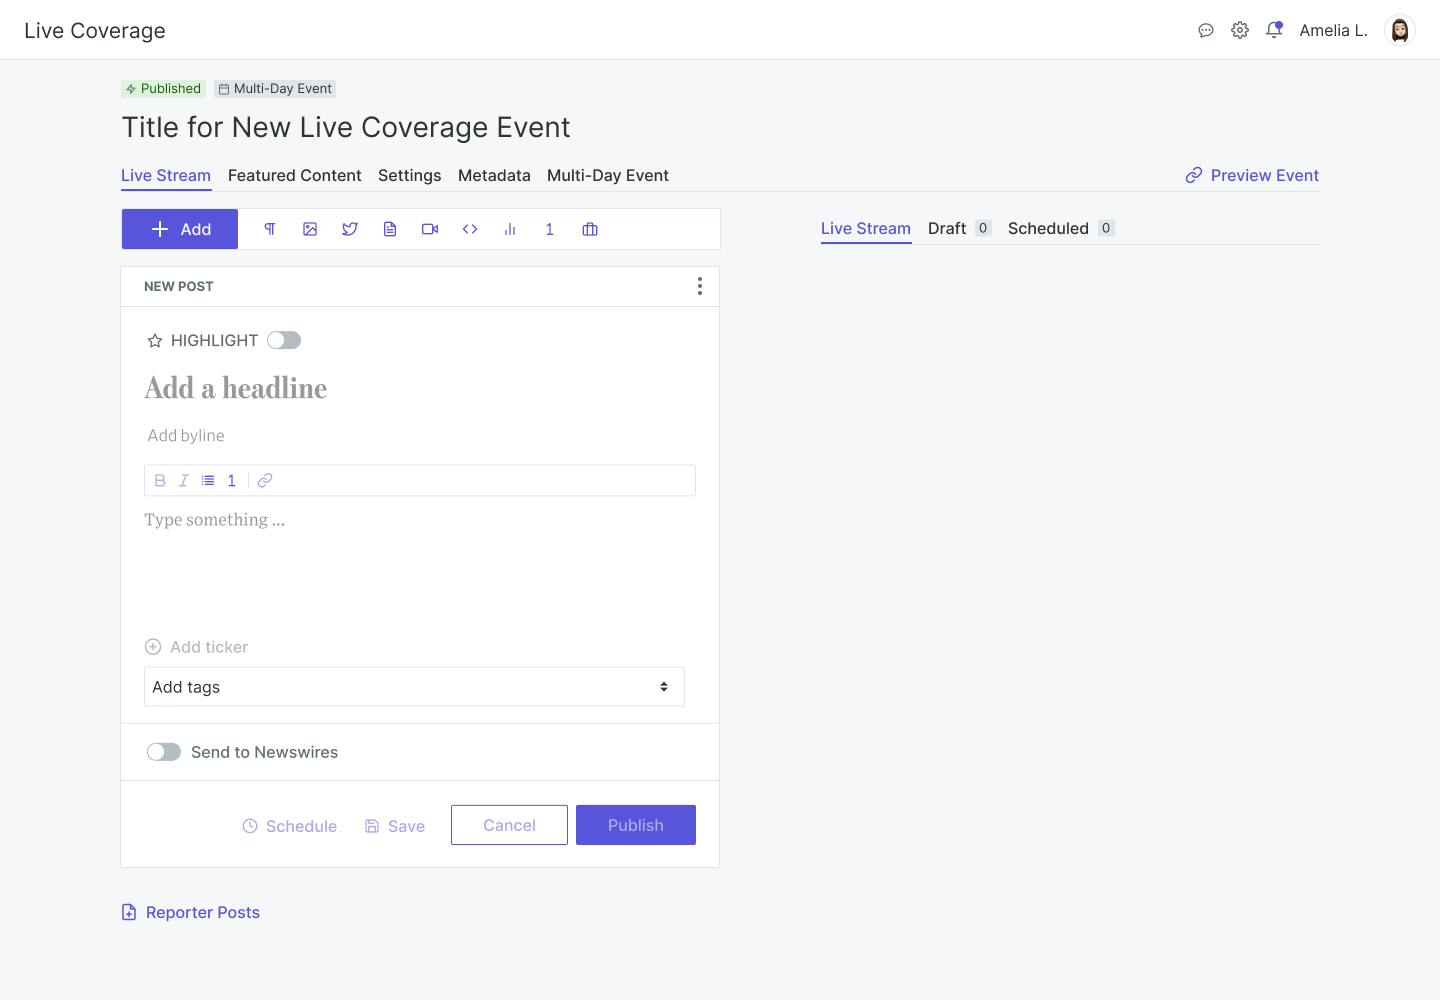 Live Coverage
Amelia L.
Published
Multi-Day Event
Title for New Live Coverage Event
Live Stream Featured Content Settings Metadata Multi-Day Event
Preview Event
Add
1
Live Stream Draft 0 Scheduled 0
NEW POST
HIGHLIGHT
Add a headline
Add byline
B I 1
Type something ...
Add ticker
Add tags
Send to Newswires
Schedule Save Cancel Publish
Reporter Posts